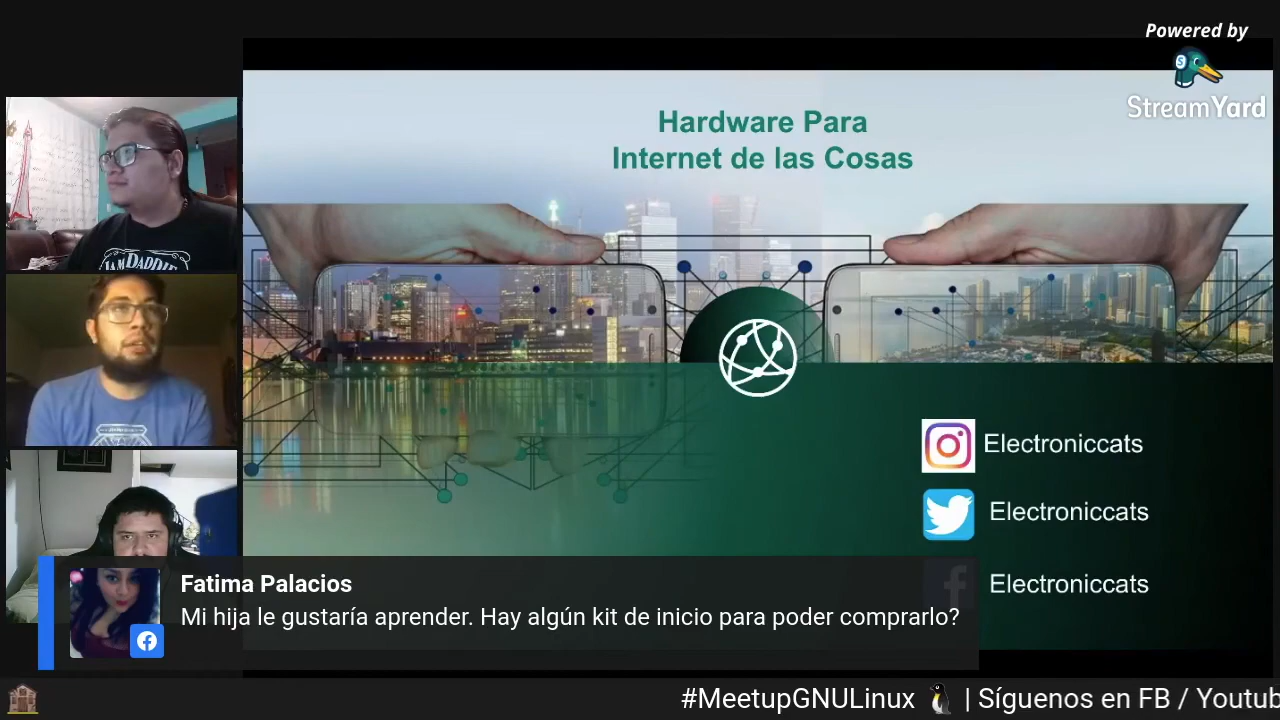 Powered by
StreamYard
Hardware Para
Internet de las Cosas
Electroniccats
Electroniccats
Electroniccats
Fatima Palacios
Mi hija le gustaría aprender. Hay algún kit de inicio para poder comprarlo?
#MeetupGNULinux 🐧 | Síguenos en FB / Youtub